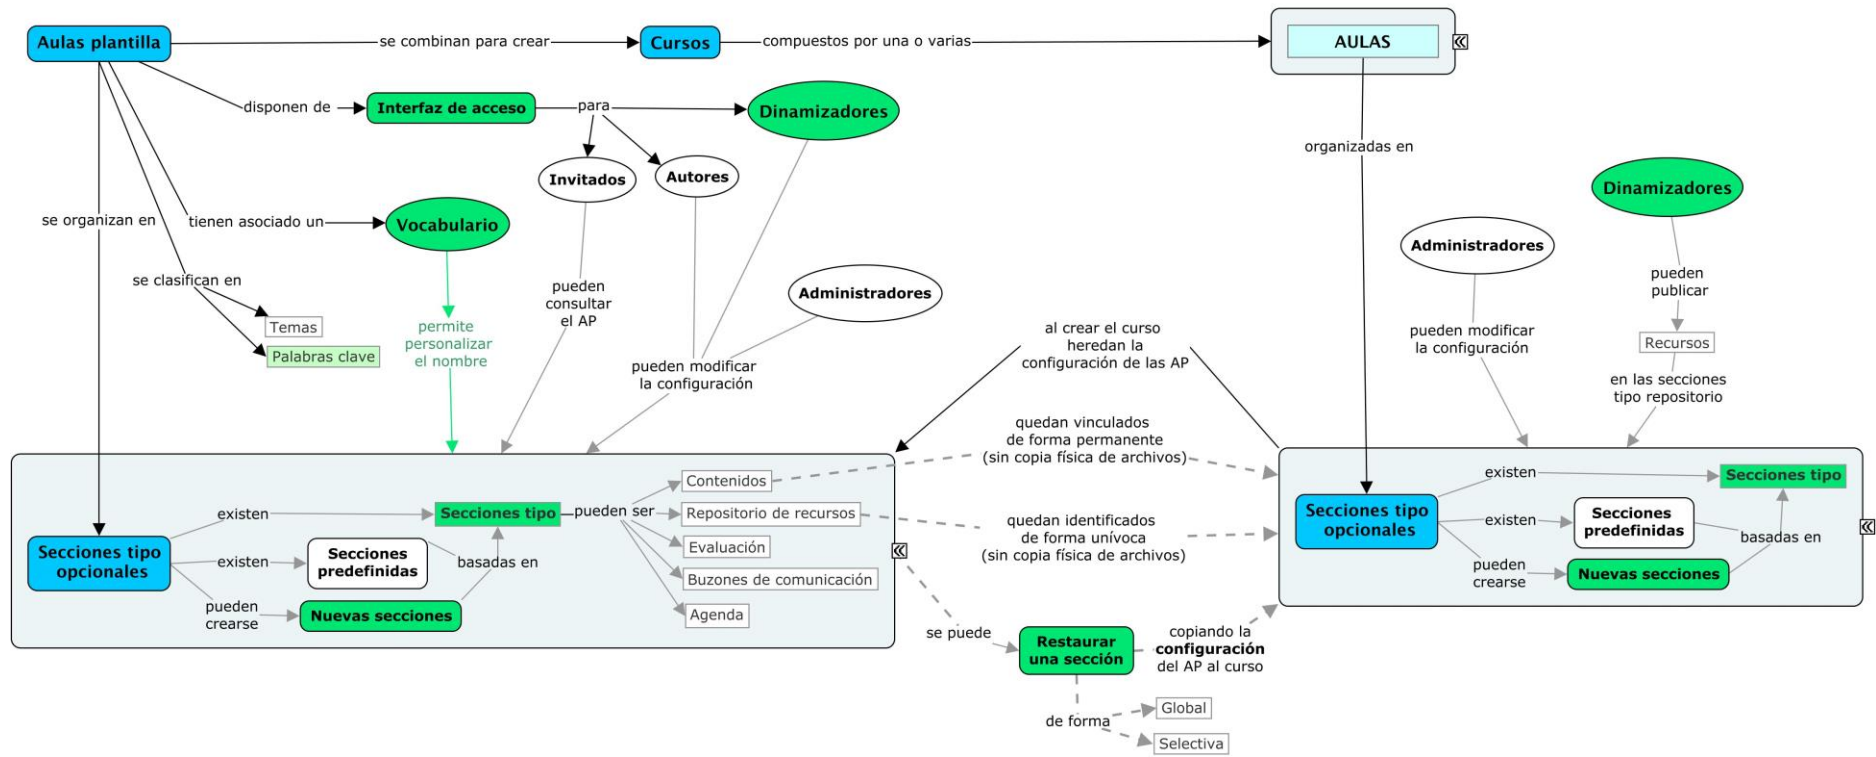 Aulas plantilla
se combinan para crear
Cursos
compuestos por una o varias
AULAS
disponen de
Interfaz de acceso
para
Dinamizadores
Invitados
Autores
organizadas en
Dinamizadores
se organizan en
tienen asociado un
Vocabulario
Administradores
se clasifican en
pueden
consultar
el AP
Administradores
pueden
publicar
Temas
Palabras clave
permite
personalizar
el nombre
pueden modificar
la configuración
al crear el curso
heredan la
configuración de las AP
pueden modificar
la configuración
Recursos
en las secciones
tipo repositorio
quedan vinculados
de forma permanente
(sin copia física de archivos)
Secciones tipo
opcionales
existen
existen
pueden
crearse
Secciones
predefinidas
Nuevas secciones
basadas en
Secciones tipo
pueden ser
Contenidos
Repositorio de recursos
Evaluación
Buzones de comunicación
Agenda
quedan identificados
de forma unívoca
(sin copia física de archivos)
Secciones tipo
opcionales
existen
existen
pueden
crearse
Secciones
predefinidas
Nuevas secciones
basadas en
Secciones tipo
se puede
Restaurar
una sección
copiando la
configuración
del AP al curso
de forma
Global
Selectiva